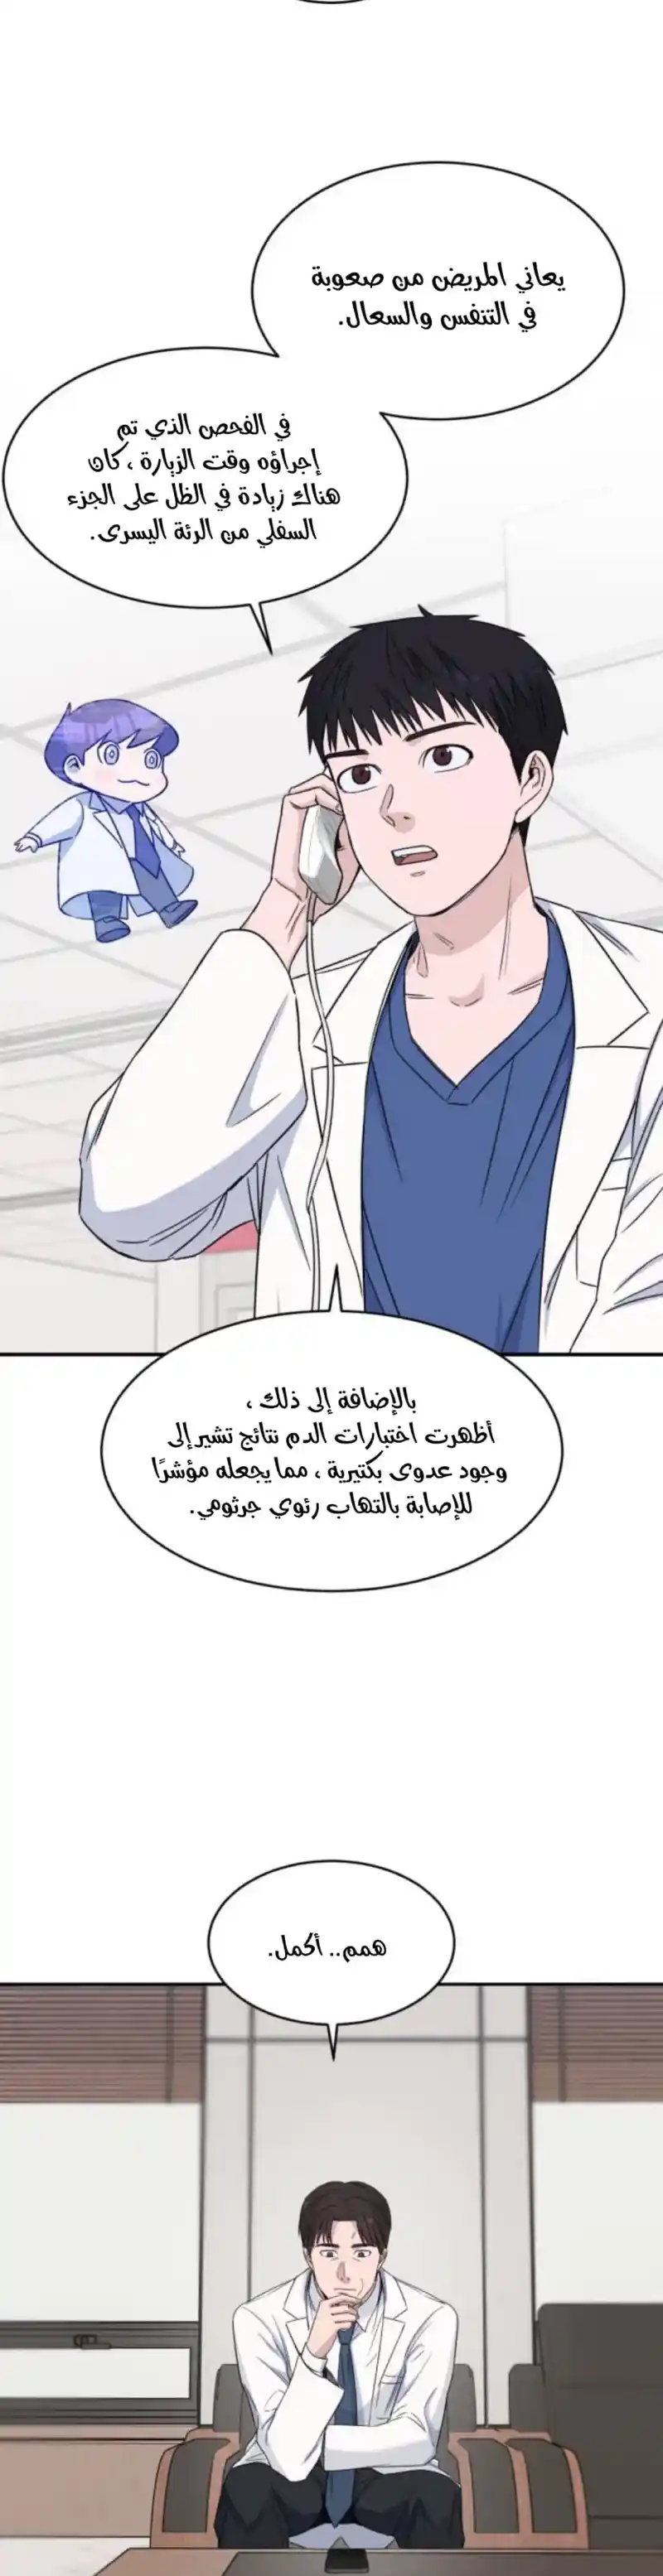 يعاني المريض من صعوبة
في التنفس والسعال.
في الفحص الذي تم
إجراؤه وقت الزيارة ، كان
هناك زيادة في الظل على الجزء
السفلي من الرئة اليسرى.
بالإضافة إلى ذلك ،
أظهرت اختبارات الدم نتائج تشير إلى
وجود عدوى بكتيرية ، مما يجعله مؤشرًا
للإصابة بالتهاب رئوي جرثومي.
همم.. أكمل.